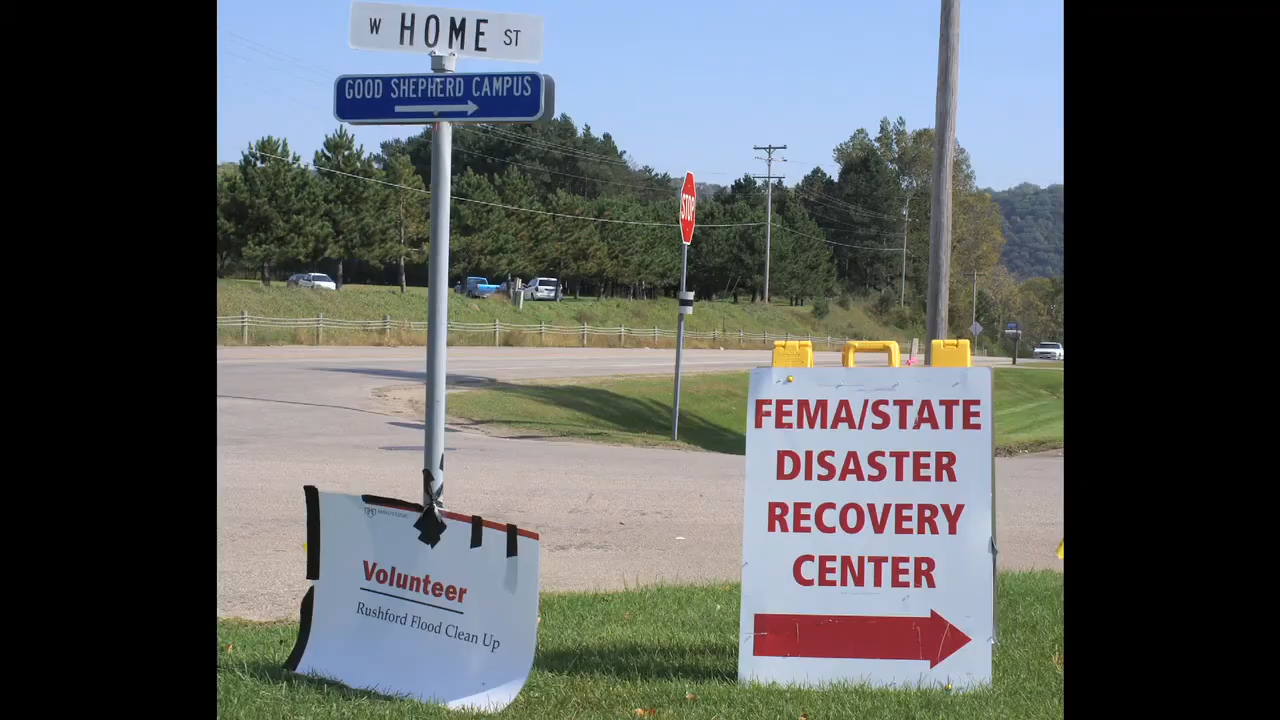 W HOME ST
GOOD SHEPHERD CAMPUS
STOP
FEMA/STATE
DISASTER
RECOVERY
CENTER
Volunteer
Rushford Flood Clean Up